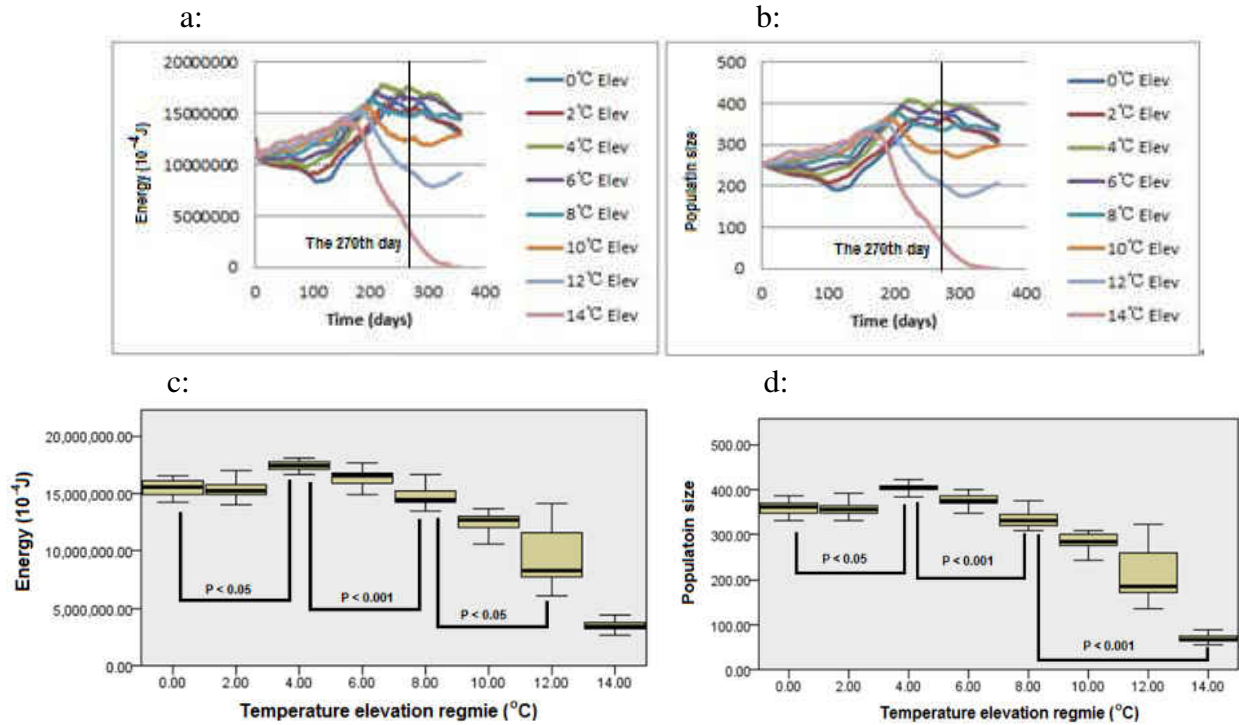 a:
b:
Energy (10⁻⁴J)
20000000
15000000
10000000
5000000
0
The 270th day
0 100 200 300 400
Time (days)
0℃ Elev
2℃ Elev
4℃ Elev
6℃ Elev
8℃ Elev
10℃ Elev
12℃ Elev
14℃ Elev
Populatin size
500
400
300
200
100
0
The 270th day
0 100 200 300 400
Time (days)
0℃ Elev
2℃ Elev
4℃ Elev
6℃ Elev
8℃ Elev
10℃ Elev
12℃ Elev
14℃ Elev
c:
d:
Energy (10⁻⁴J)
20,000,000.00
15,000,000.00
10,000,000.00
5,000,000.00
0.00
P < 0.05
P < 0.001
P < 0.05
0.00 2.00 4.00 6.00 8.00 10.00 12.00 14.00
Temperature elevation regmie (°C)
Populatoin size
500.00
400.00
300.00
200.00
100.00
0.00
P < 0.05
P < 0.001
P < 0.001
0.00 2.00 4.00 6.00 8.00 10.00 12.00 14.00
Temperature elevation regmie (°C)